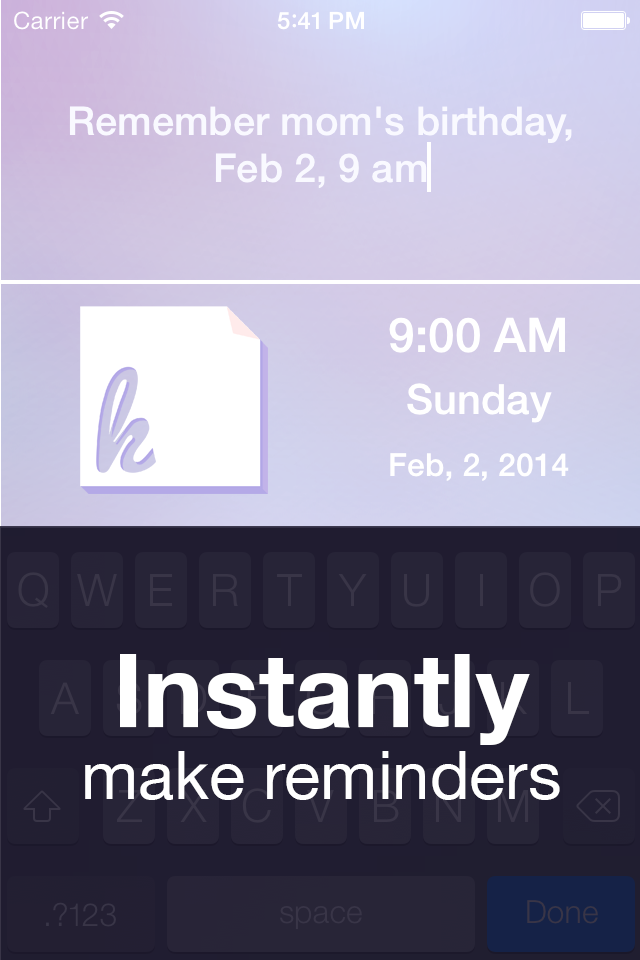 Carrier 5:41 PM
Remember mom's birthday,
Feb 2, 9 am
k
9:00 AM
Sunday
Feb, 2, 2014
Q W E R T Y U I O P
A L
Instantly
make reminders
Z X C V B N M
.?123 space Done